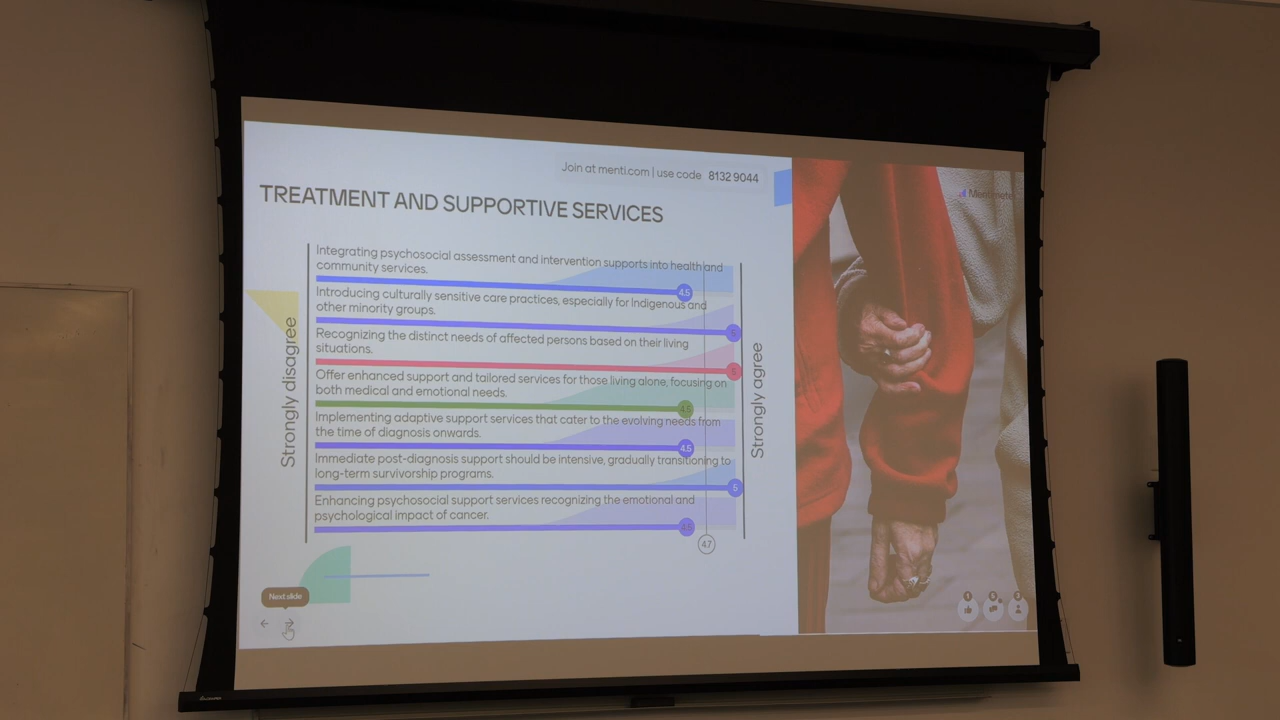 Join at menti.com | use code 8132 9044
Mentimeter
TREATMENT AND SUPPORTIVE SERVICES
Strongly disagree
Integrating psychosocial assessment and intervention supports into health and
community services.
4.5
Introducing culturally sensitive care practices, especially for Indigenous and
other minority groups.
5
Recognizing the distinct needs of affected persons based on their living
situations.
5
Offer enhanced support and tailored services for those living alone, focusing on
both medical and emotional needs.
4.5
Implementing adaptive support services that cater to the evolving needs from
the time of diagnosis onwards.
4.5
Immediate post-diagnosis support should be intensive, gradually transitioning to
long-term survivorship programs.
5
Enhancing psychosocial support services recognizing the emotional and
psychological impact of cancer.
4.5
4.7
Strongly agree
Next slide